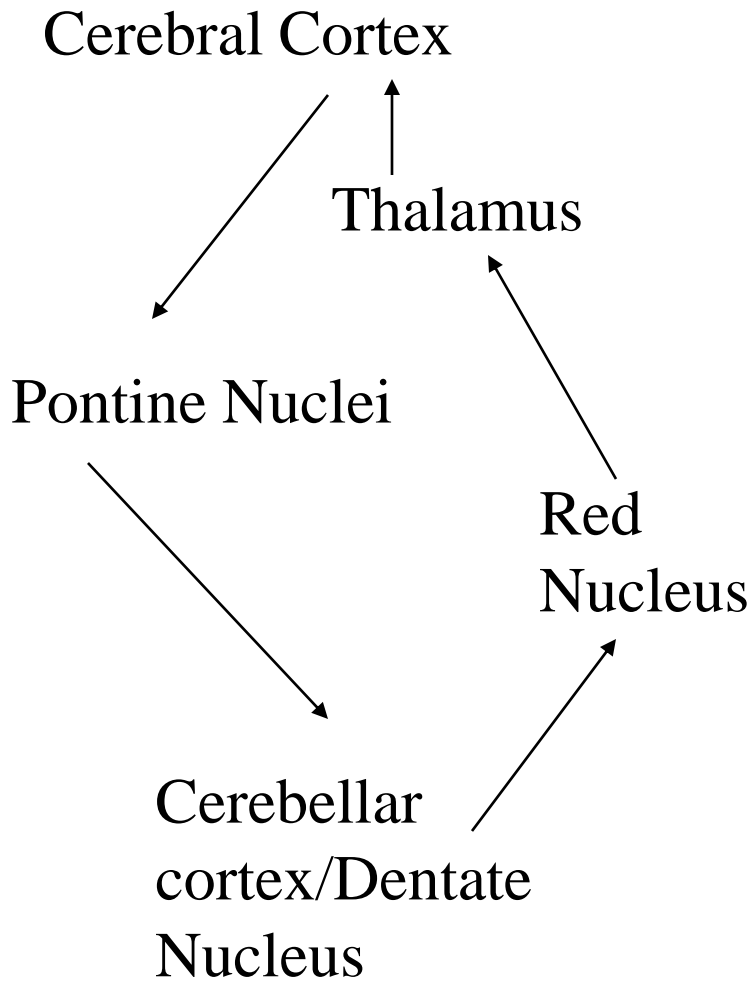 Cerebral Cortex
Thalamus
Pontine Nuclei
Red
Nucleus
Cerebellar
cortex/Dentate
Nucleus